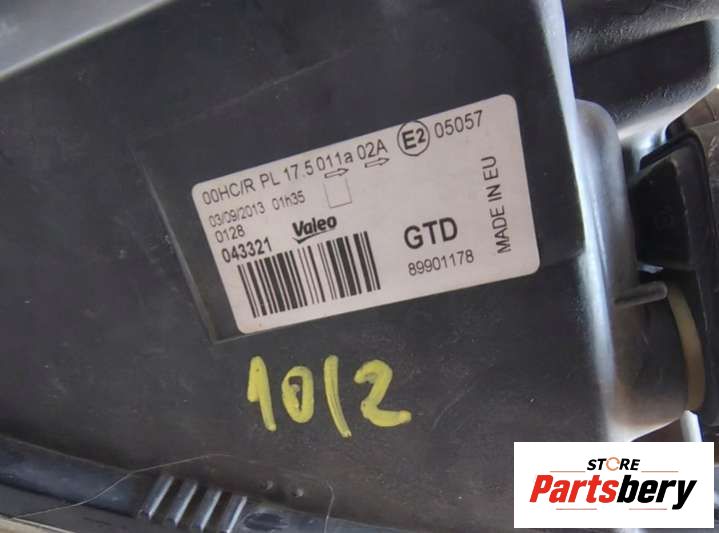 00HC/R PL 17.5 011a 02A E2 05057
03/09/2013 01h35
0128
043321 Valeo
GTD
89901178
MADE IN EU
10/2
STORE
Partsbery